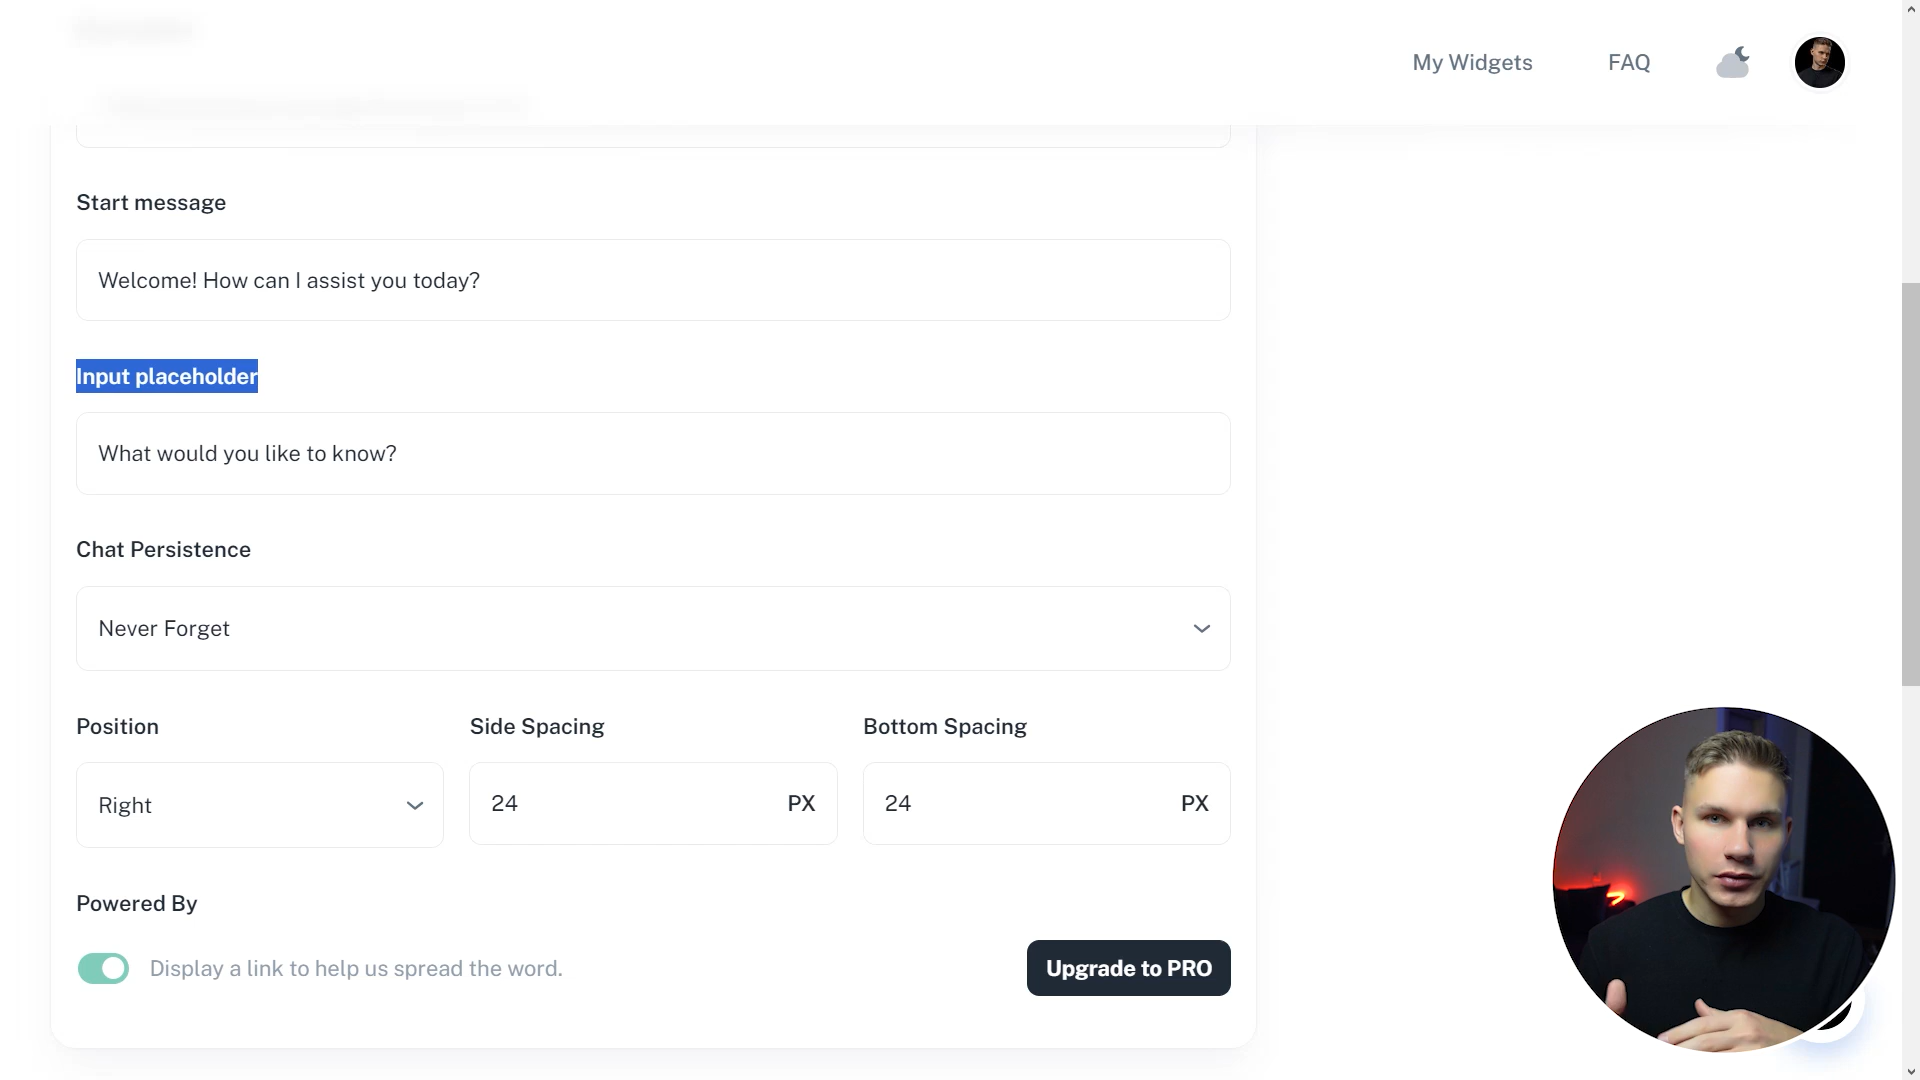 My Widgets FAQ
Start message
Welcome! How can I assist you today?
Input placeholder
What would you like to know?
Chat Persistence
Never Forget
Position Side Spacing Bottom Spacing
Right 24 PX 24 PX
Powered By
Display a link to help us spread the word. Upgrade to PRO